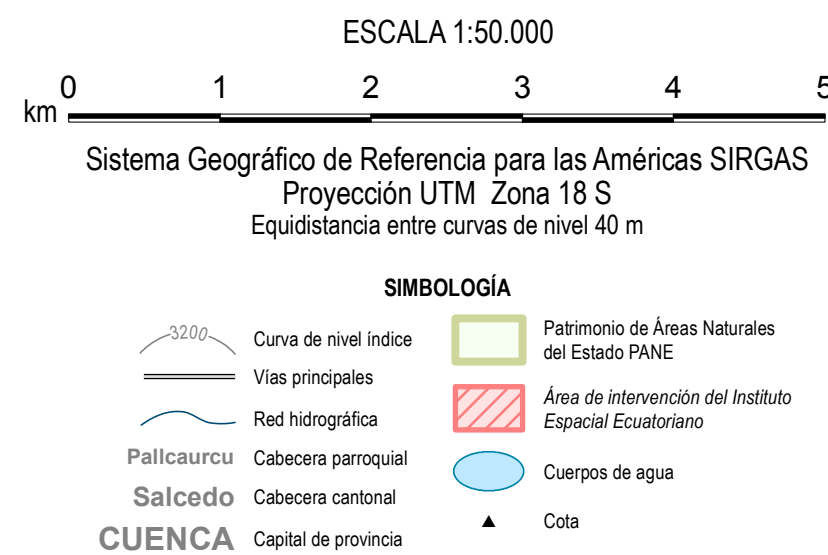 ESCALA 1:50.000
0 1 2 3 4 5
km
Sistema Geográfico de Referencia para las Américas SIRGAS
Proyección UTM Zona 18 S
Equidistancia entre curvas de nivel 40 m
SIMBOLOGÍA
3200 Curva de nivel índice
Vías principales
Red hidrográfica
Pallcaurcu Cabecera parroquial
Salcedo Cabecera cantonal
CUENCA Capital de provincia
Patrimonio de Áreas Naturales
del Estado PANE
Área de intervención del Instituto
Espacial Ecuatoriano
Cuerpos de agua
Cota